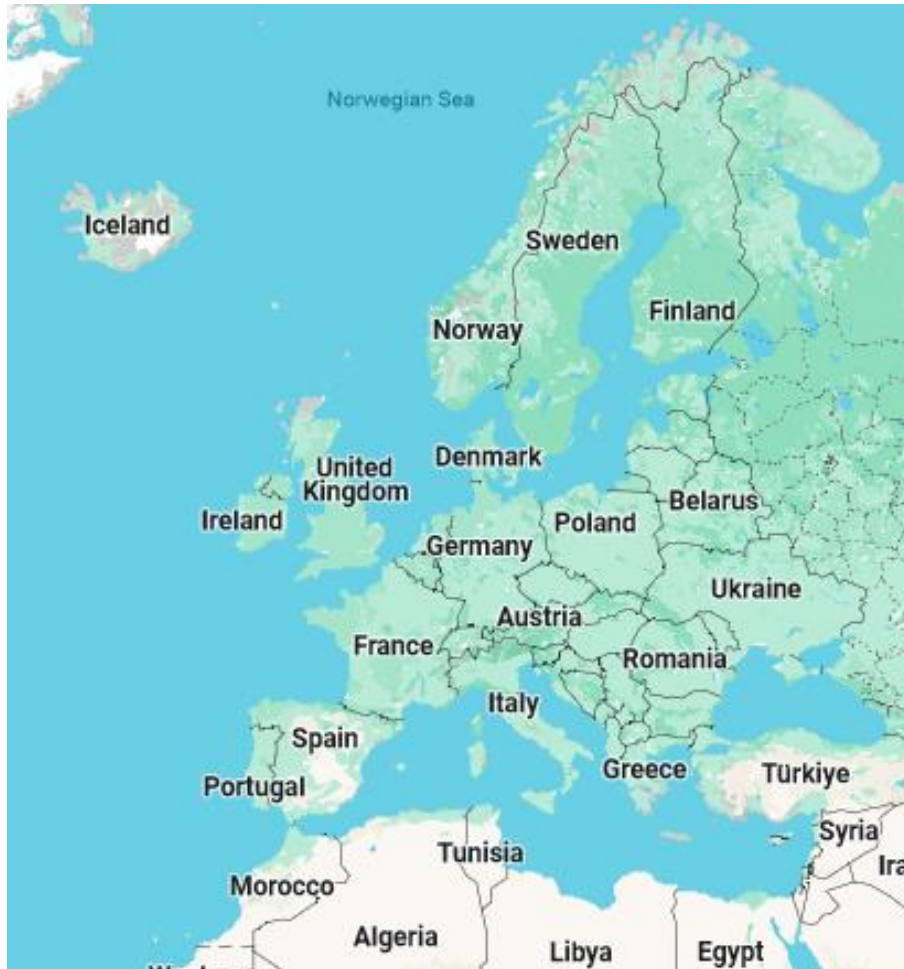 Norwegian Sea
Iceland
Sweden
Finland
Norway
Denmark
United
Kingdom
Belarus
Ireland
Poland
Germany
Ukraine
Austria
France
Romania
Italy
Spain
Greece
Türkiye
Portugal
Syria
Tunisia
Ira
Morocco
Algeria
Libya
Egypt